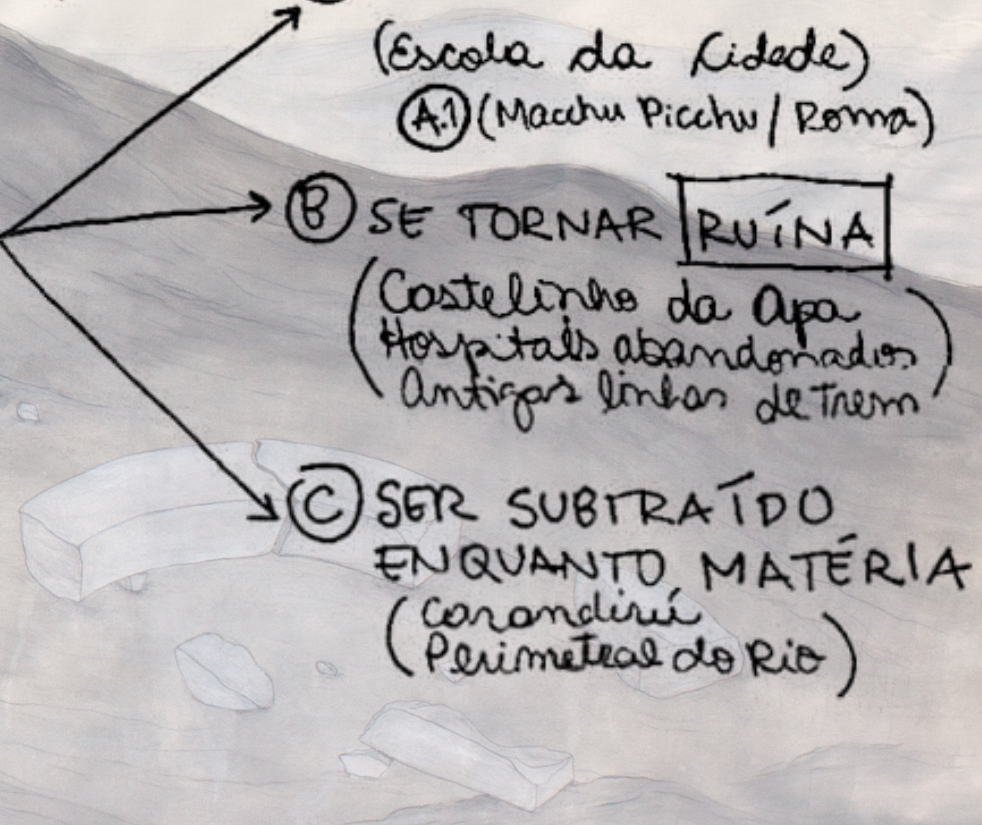 (Escola da Cidade)
A.1 (Macchu Picchu / Roma)
B SE TORNAR RUÍNA
(Castelinho da Apa
Hospitais abandonados
Antigas linhas de Trem)
C SER SUBTRAÍDO
ENQUANTO MATÉRIA
(Carandirú
Perimetral do Rio)